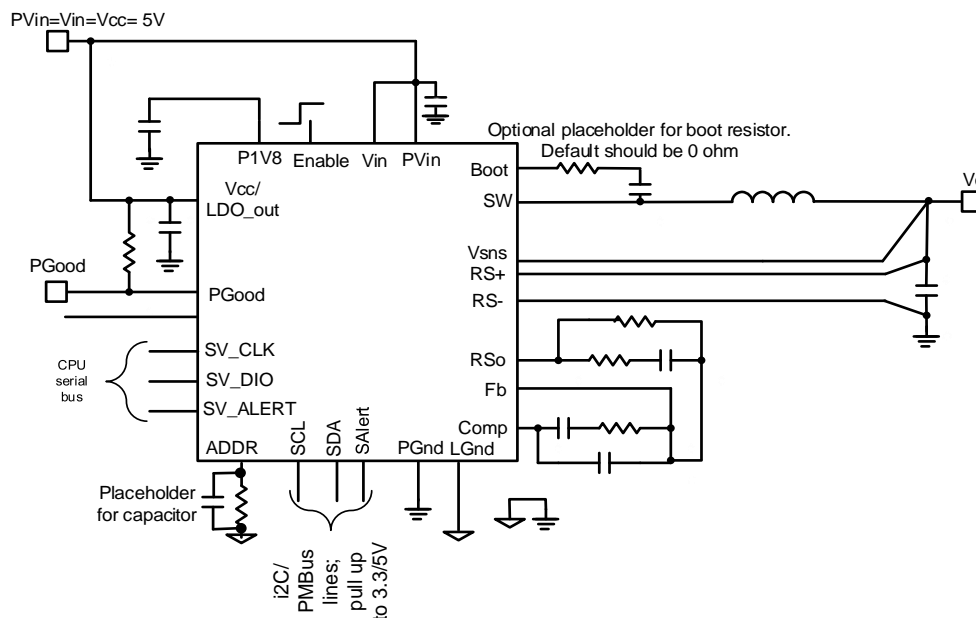 PVin=Vin=Vcc= 5V
Optional placeholder for boot resistor.
Default should be 0 ohm
P1V8
Enable
Vin
PVin
Boot
Vcc/
LDO_out
SW
Vsns
RS+
RS-
PGood
PGood
SV_CLK
SV_DIO
SV_ALERT
CPU
serial
bus
RSo
Fb
Comp
ADDR
SCL
SDA
SAlert
PGnd
LGnd
Placeholder
for capacitor
i2C/
PMBus
lines;
pull up
to 3.3/5V